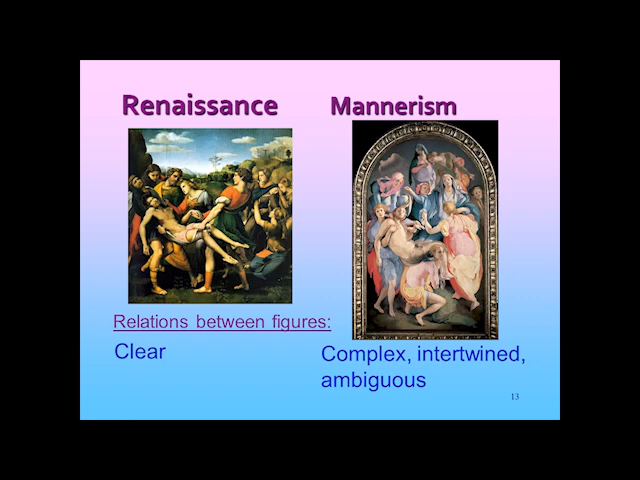 Renaissance
Mannerism
Relations between figures:
Clear
Complex, intertwined,
ambiguous
13